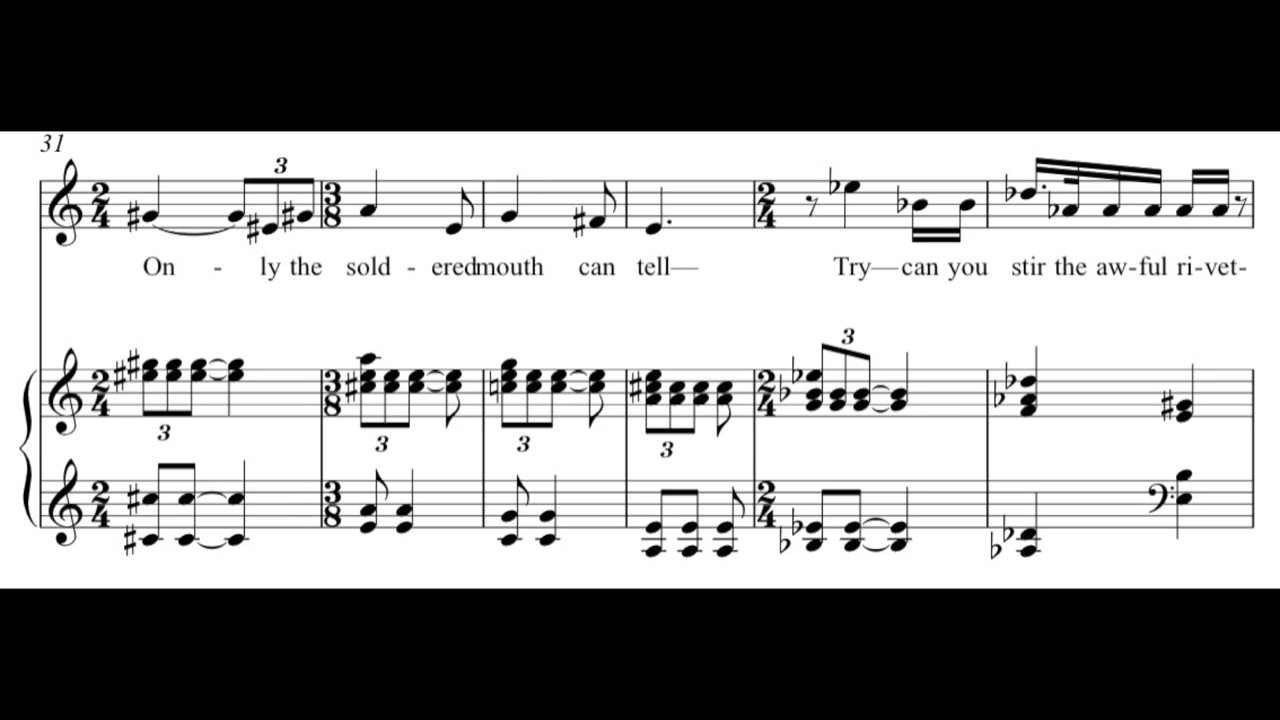 31
3
On - ly the sold - ered mouth can tell— Try— can you stir the aw-ful ri-vet-
3 3 3 3 3